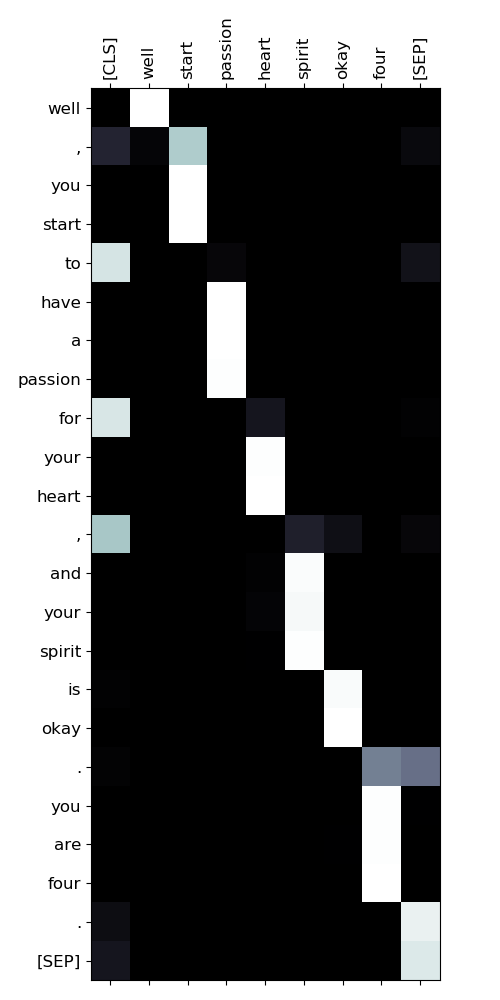 [CLS] well start passion heart spirit okay four [SEP]
well
,
you
start
to
have
a
passion
for
your
heart
,
and
your
spirit
is
okay
.
you
are
four
.
[SEP]